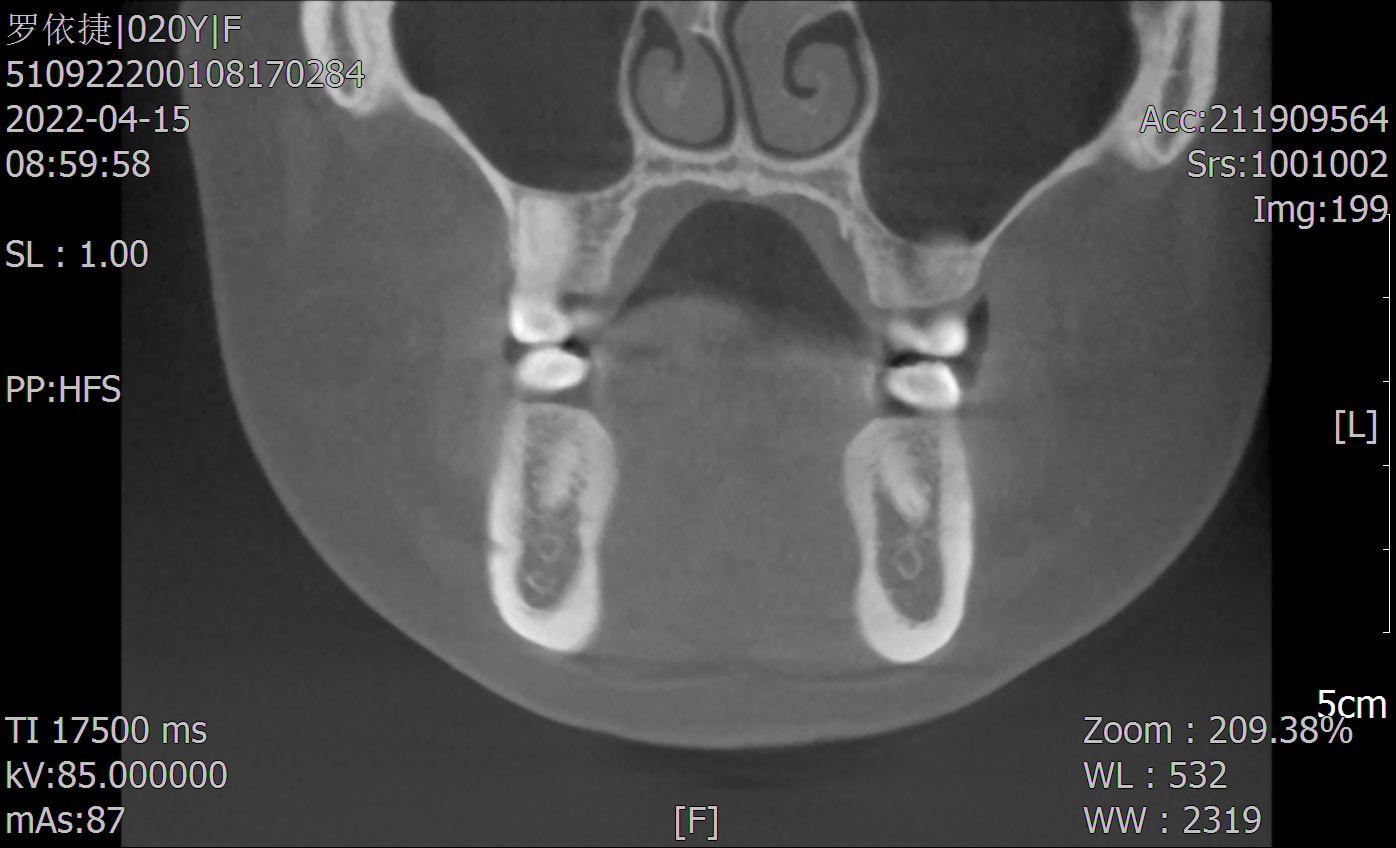 罗依捷|020Y|F
510922200108170284
2022-04-15
08:59:58
Acc:211909564
Srs:1001002
Img:199
SL : 1.00
PP:HFS
[L]
5cm
TI 17500 ms
kV:85.000000
mAs:87
[F]
Zoom : 209.38%
WL : 532
WW : 2319